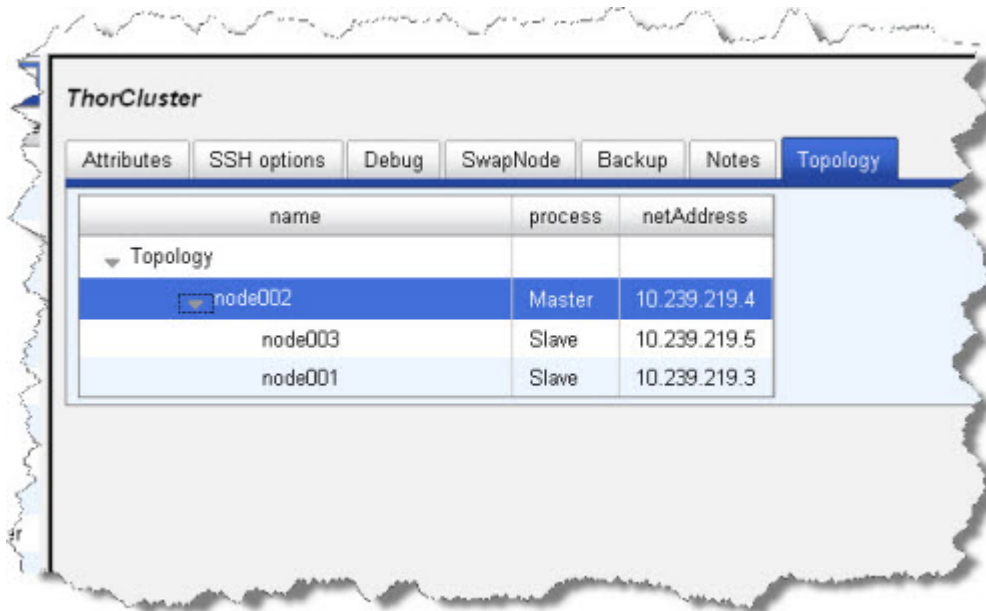 ThorCluster
Attributes SSH options Debug SwapNode Backup Notes Topology
name process netAddress
Topology
node002 Master 10.239.219.4
node003 Slave 10.239.219.5
node001 Slave 10.239.219.3